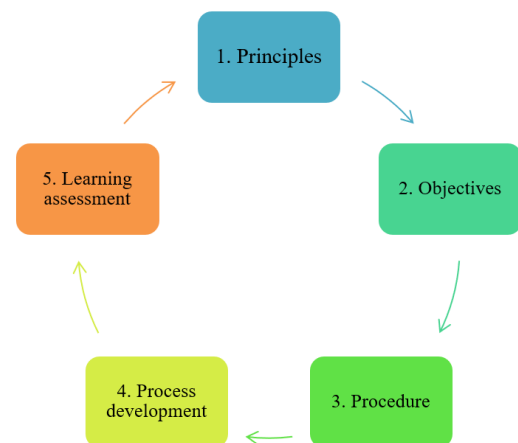 1. Principles
2. Objectives
3. Procedure
4. Process
development
5. Learning
assessment